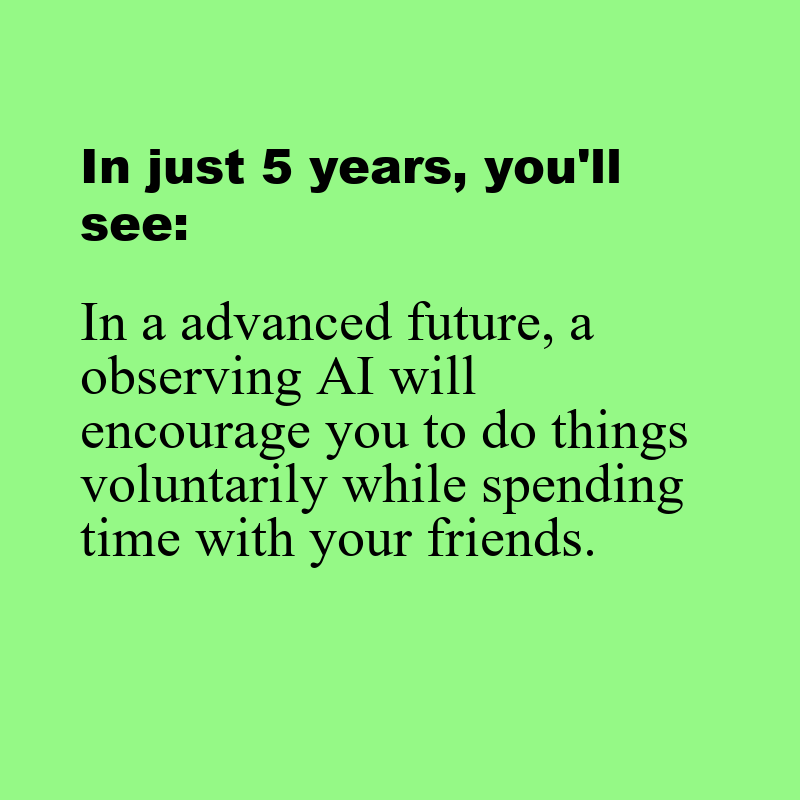 In just 5 years, you'll
see:
In a advanced future, a
observing AI will
encourage you to do things
voluntarily while spending
time with your friends.